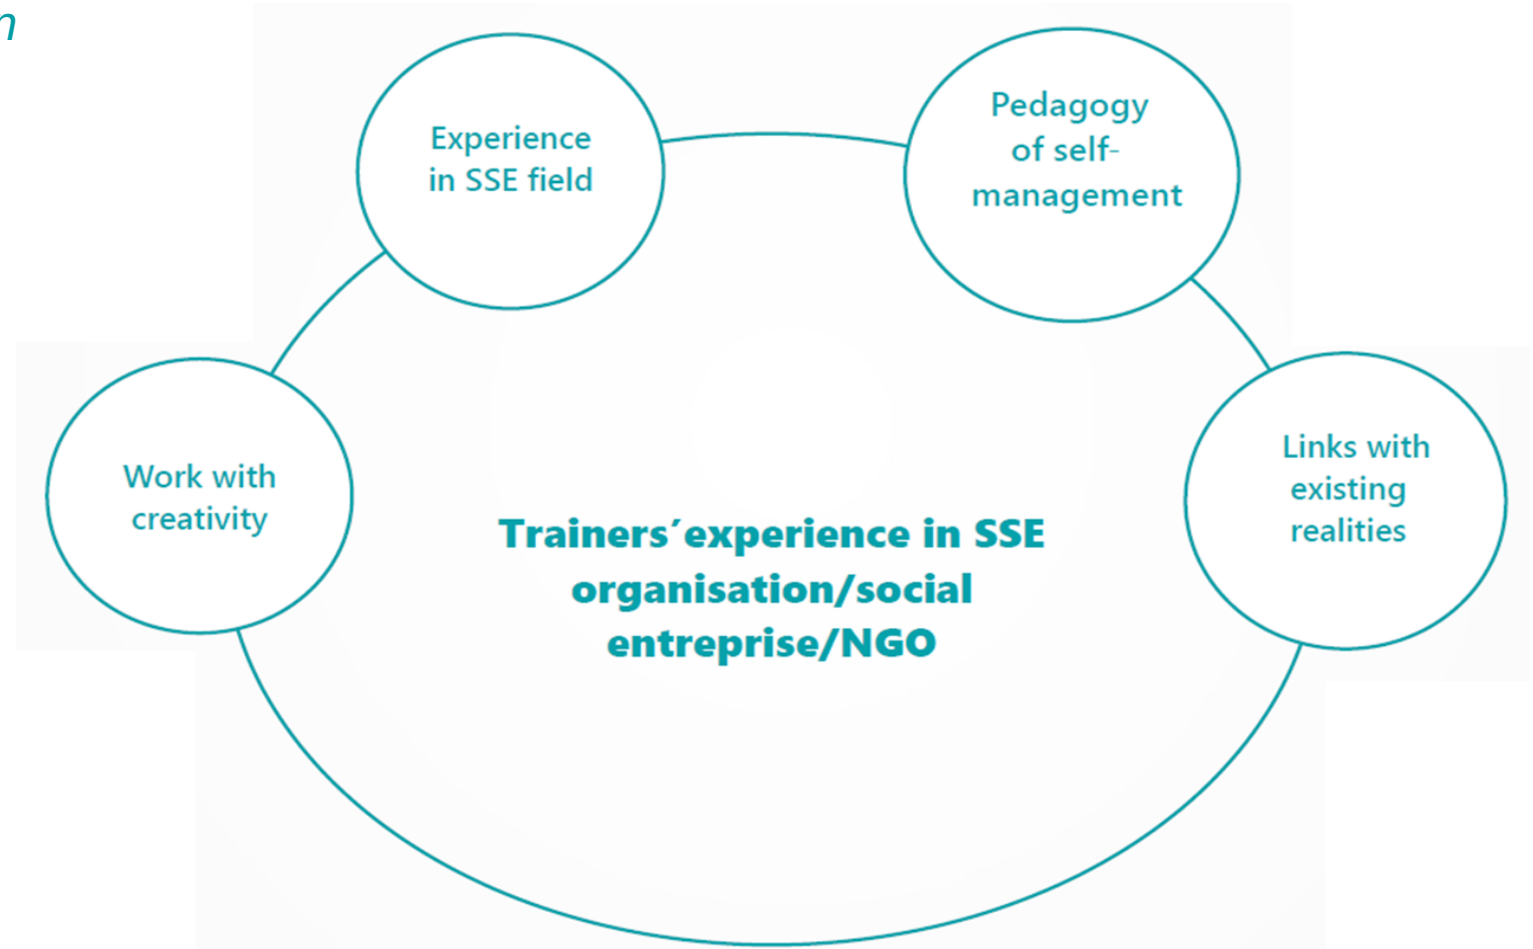 n
Experience
in SSE field
Pedagogy
of self-
management
Work with
creativity
Links with
existing
realities
Trainers´experience in SSE
organisation/social
entreprise/NGO